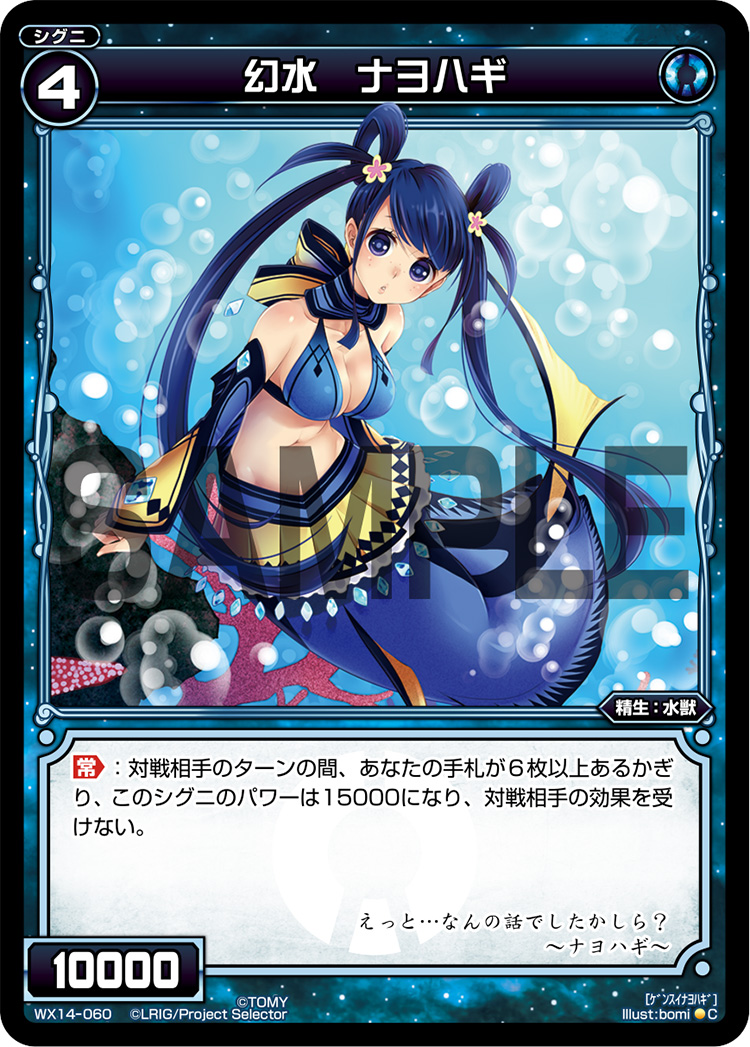 シグニ
4
幻水　ナヨハギ
SAMPLE
精生：水獣
常：対戦相手のターンの間、あなたの手札が６枚以上あるかぎ
り、このシグニのパワーは15000になり、対戦相手の効果を受
けない。
えっと…なんの話でしたかしら？
～ナヨハギ～
10000
WX14-060 ©LRIG/Project Selector
©TOMY
[ｹﾞﾝｽｲﾅﾖﾊｷﾞ]
Illust:bomi C